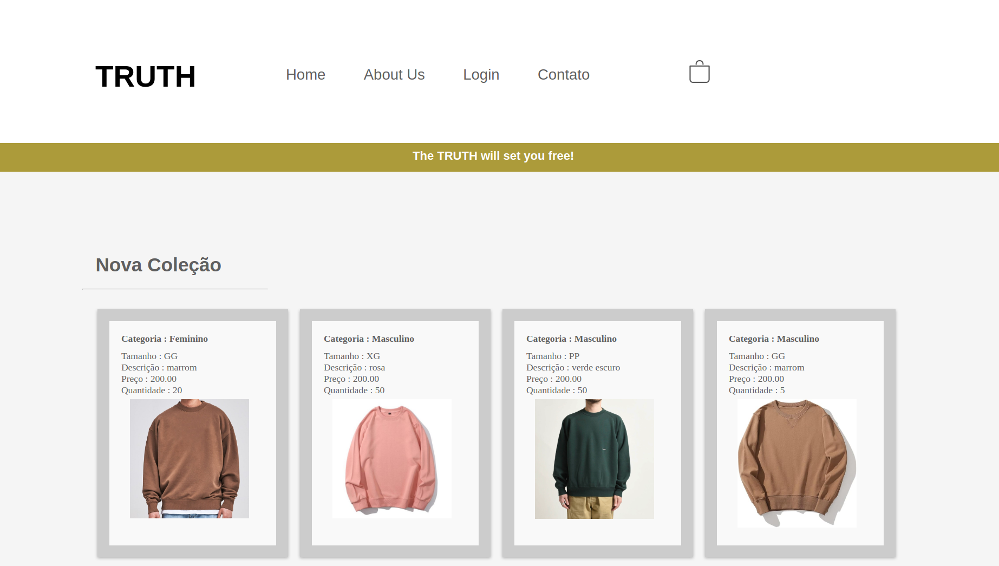 TRUTH
Home
About Us
Login
Contato
The TRUTH will set you free!
Nova Coleção
Categoria : Feminino
Tamanho : GG
Descrição : marrom
Preço : 200.00
Quantidade : 20
Categoria : Masculino
Tamanho : XG
Descrição : rosa
Preço : 200.00
Quantidade : 50
Categoria : Masculino
Tamanho : PP
Descrição : verde escuro
Preço : 200.00
Quantidade : 50
Categoria : Masculino
Tamanho : GG
Descrição : marrom
Preço : 200.00
Quantidade : 5